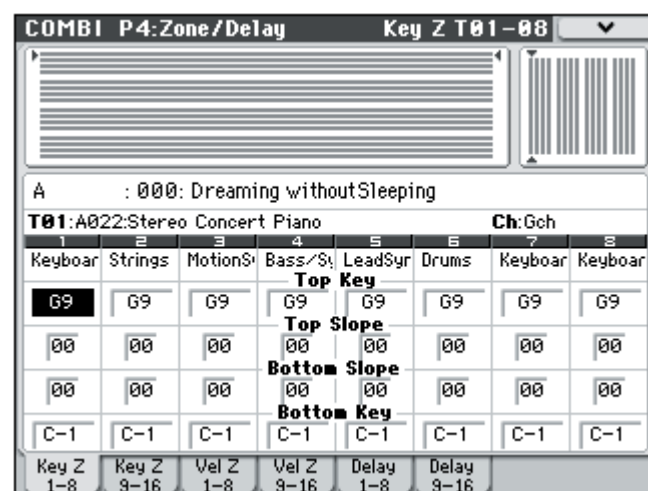 COMBI P4:Zone/Delay Key Z T01-08
A : 000: Dreaming withoutSleeping
T01:A022:Stereo Concert Piano Ch:Gch
1 2 3 4 5 6 7 8
Keyboar Strings MotionS Bass/Sy LeadSyr Drums Keyboar Keyboar
Top Key
G9 G9 G9 G9 G9 G9 G9 G9
Top Slope
00 00 00 00 00 00 00 00
Bottom Slope
00 00 00 00 00 00 00 00
Bottom Key
C-1 C-1 C-1 C-1 C-1 C-1 C-1 C-1
Key Z Key Z Vel Z Vel Z Delay Delay
1-8 9-16 1-8 9-16 1-8 9-16